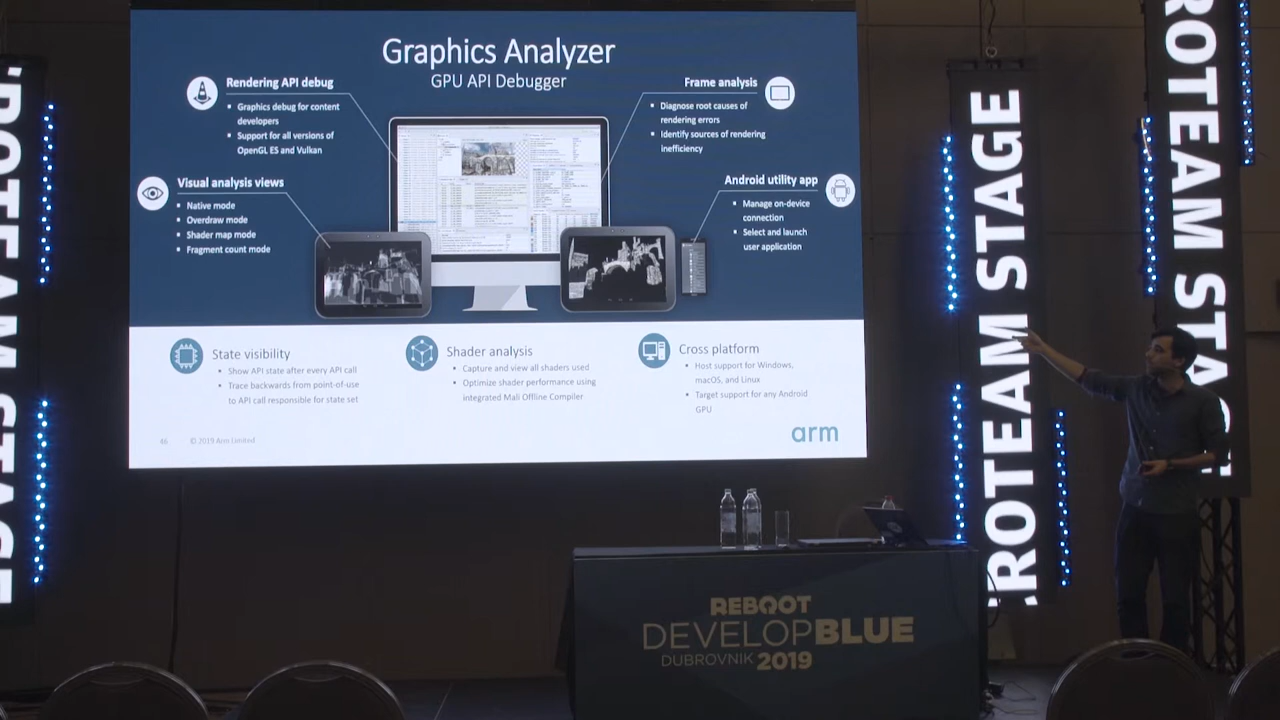 Graphics Analyzer
GPU API Debugger
Rendering API debug
Graphics debug for content
developers
Support for all versions of
OpenGL ES and Vulkan
Visual analysis views
Native mode
Overdraw mode
Shader map mode
Fragment count mode
Frame analysis
Diagnose root causes of
rendering errors
Identify sources of rendering
inefficiency
Android utility app
Manage on-device
connection
Select and launch
user application
State visibility
Show API state after every API call
Trace backwards from point-of-use
to API call responsible for state set
Shader analysis
Capture and view all shaders used
Optimize shader performance using
integrated Mali Offline Compiler
Cross platform
Host support for Windows,
macOS, and Linux
Target support for any Android
GPU
46 © 2019 Arm Limited
arm
ROTEAM STAGE
ROTEAM STAGE
ROTEAM STAG
REBOOT
DEVELOPBLUE
DUBROVNIK 2019